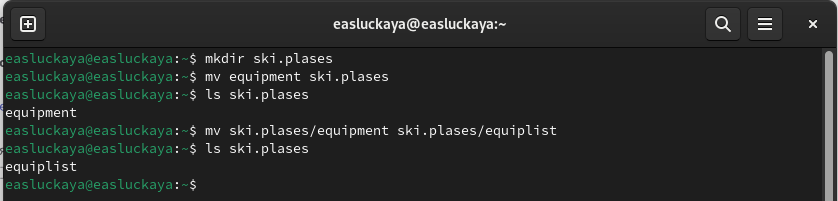 easluckaya@easluckaya:~
easluckaya@easluckaya:~$ mkdir ski.plases
easluckaya@easluckaya:~$ mv equipment ski.plases
easluckaya@easluckaya:~$ ls ski.plases
equipment
easluckaya@easluckaya:~$ mv ski.plases/equipment ski.plases/equiplist
easluckaya@easluckaya:~$ ls ski.plases
equiplist
easluckaya@easluckaya:~$